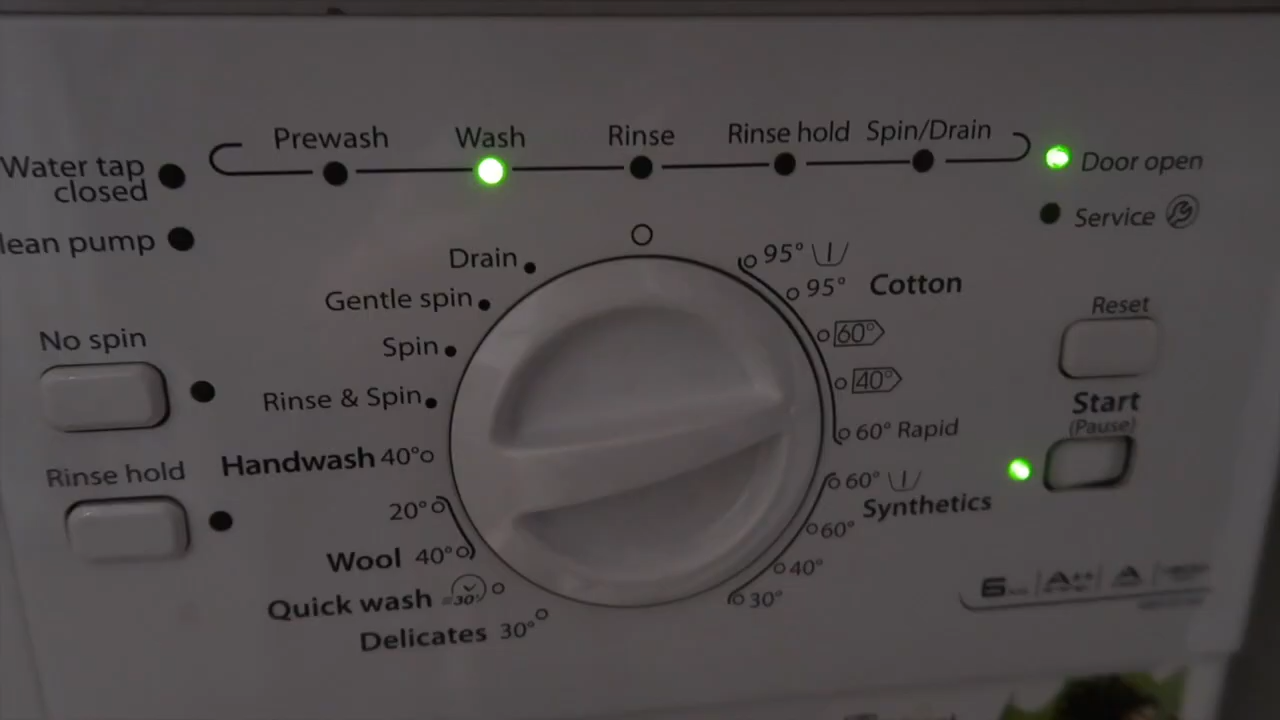 Prewash
Wash
Rinse
Rinse hold
Spin/Drain
Water tap
closed
Door open
lean pump
Service
Drain
Gentle spin
Spin
Rinse & Spin
Handwash 40°
20°
Wool 40°
Quick wash 30'
Delicates 30°
95°
95° Cotton
60°
40°
60° Rapid
60°
Synthetics
60°
40°
30°
No spin
Rinse hold
Reset
Start
(Pause)
6 A++ A